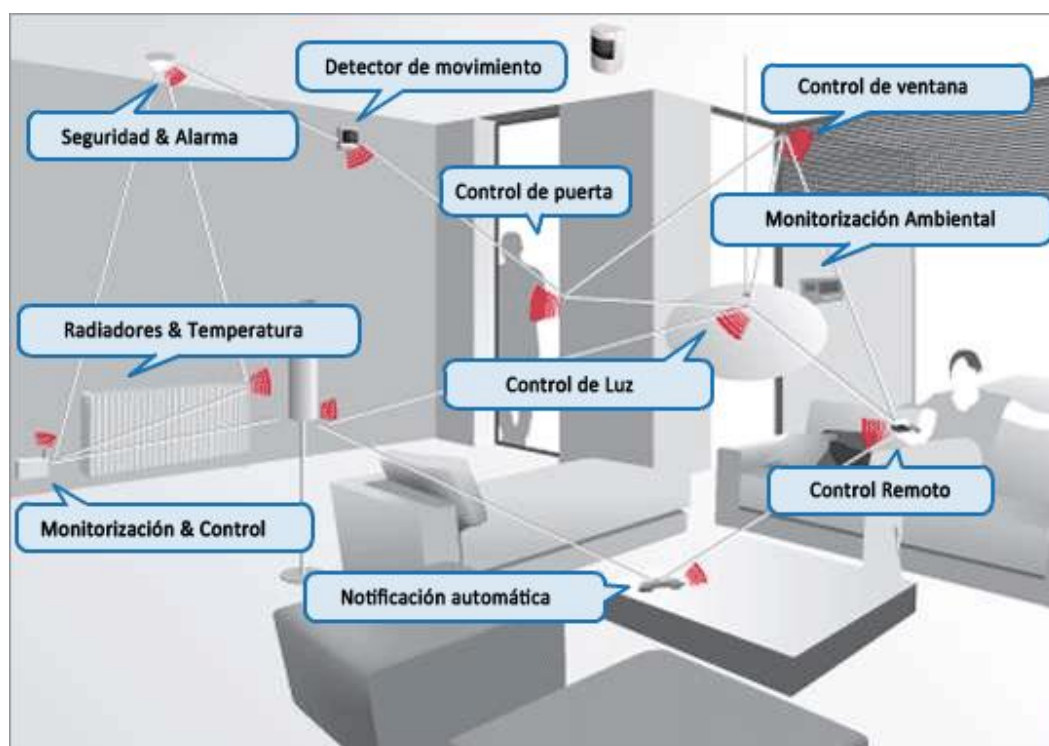 Detector de movimiento
Control de ventana
Seguridad & Alarma
Control de puerta
Monitorización Ambiental
Radiadores & Temperatura
Control de Luz
Control Remoto
Monitorización & Control
Notificación automática